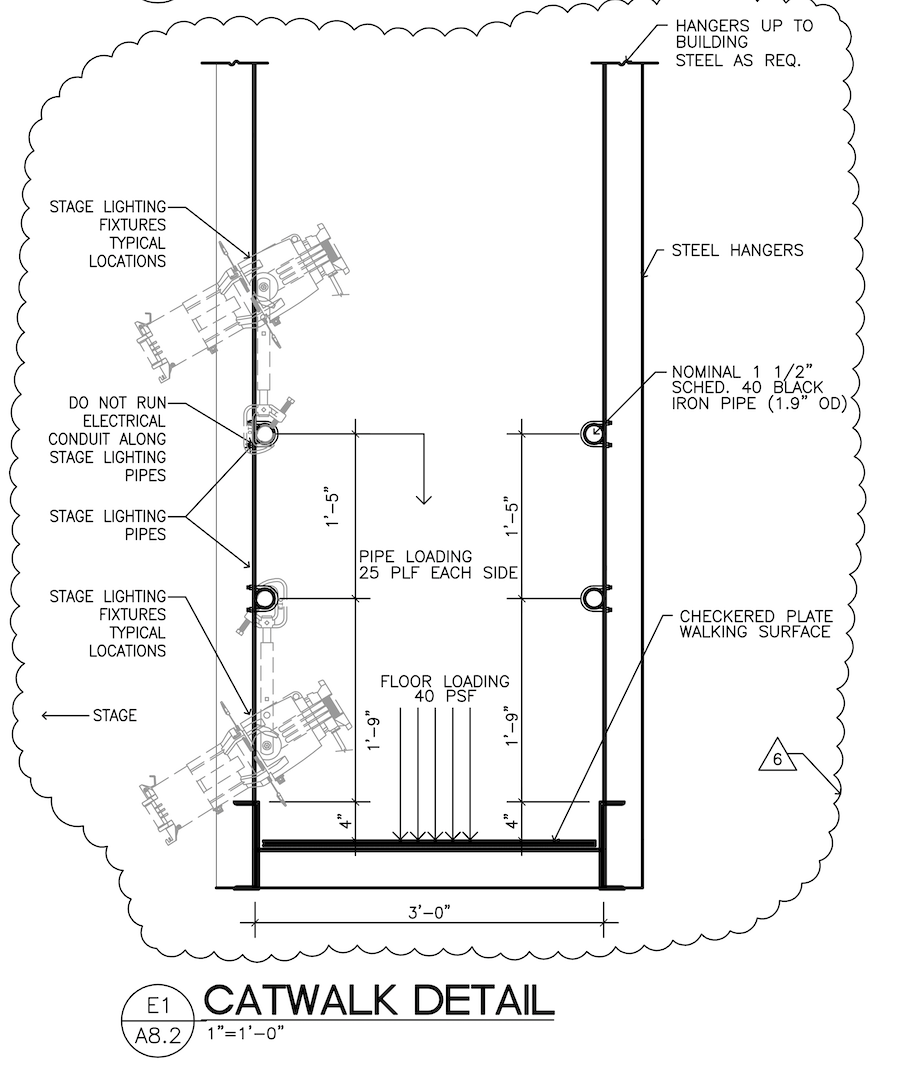 HANGERS UP TO
BUILDING
STEEL AS REQ.
STAGE LIGHTING
FIXTURES
TYPICAL
LOCATIONS
STEEL HANGERS
NOMINAL 1 1/2"
SCHED. 40 BLACK
IRON PIPE (1.9" OD)
DO NOT RUN
ELECTRICAL
CONDUIT ALONG
STAGE LIGHTING
PIPES
1'-5"
1'-5"
STAGE LIGHTING
PIPES
PIPE LOADING
25 PLF EACH SIDE
STAGE LIGHTING
FIXTURES
TYPICAL
LOCATIONS
CHECKERED PLATE
WALKING SURFACE
FLOOR LOADING
40 PSF
STAGE
1'-9"
1'-9"
6
4"
4"
3'-0"
E1
A8.2
CATWALK DETAIL
1"=1'-0"